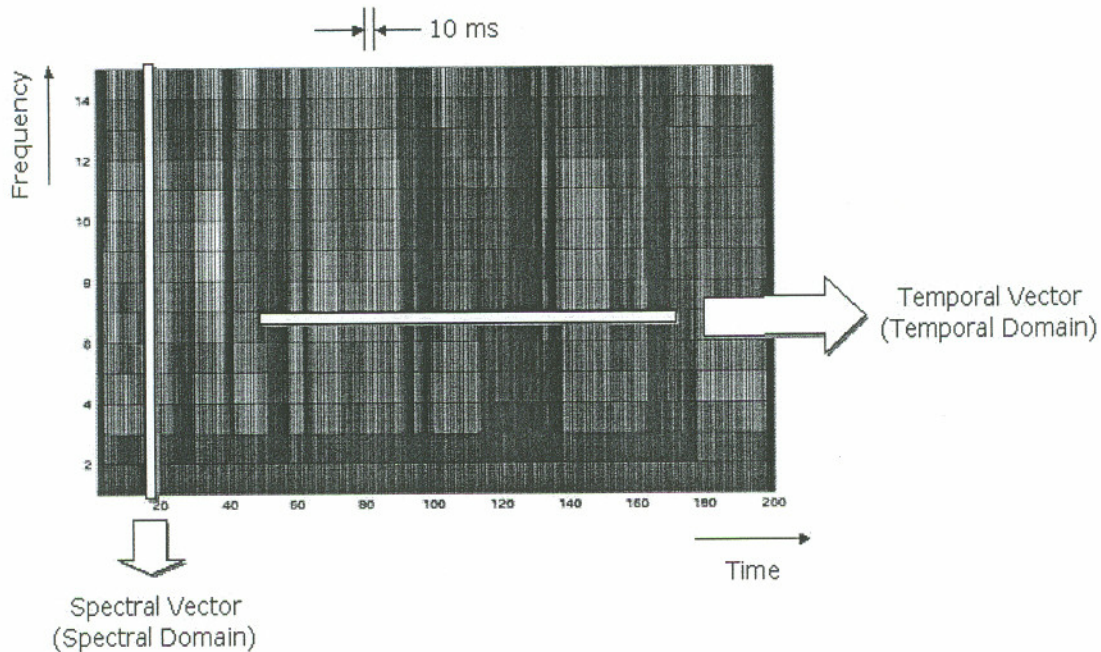 10 ms
Frequency
14
12
10
8
6
4
2
20 40 60 80 100 120 140 160 180 200
Time
Temporal Vector
(Temporal Domain)
Spectral Vector
(Spectral Domain)